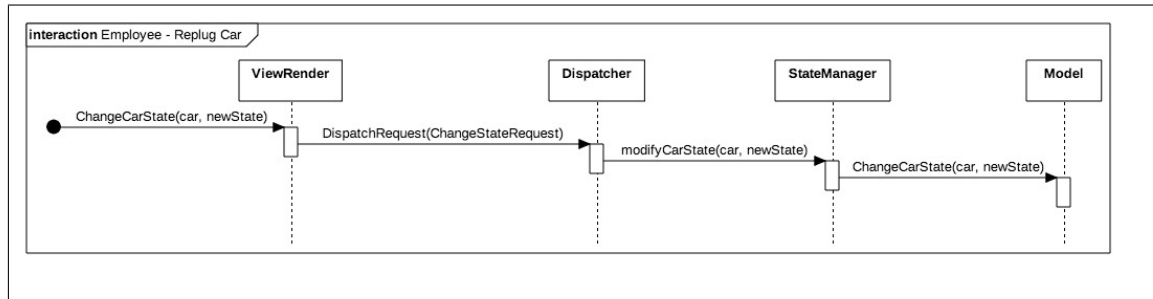 interaction Employee - Replug Car
ViewRender
Dispatcher
StateManager
Model
ChangeCarState(car, newState)
DispatchRequest(ChangeStateRequest)
modifyCarState(car, newState)
ChangeCarState(car, newState)